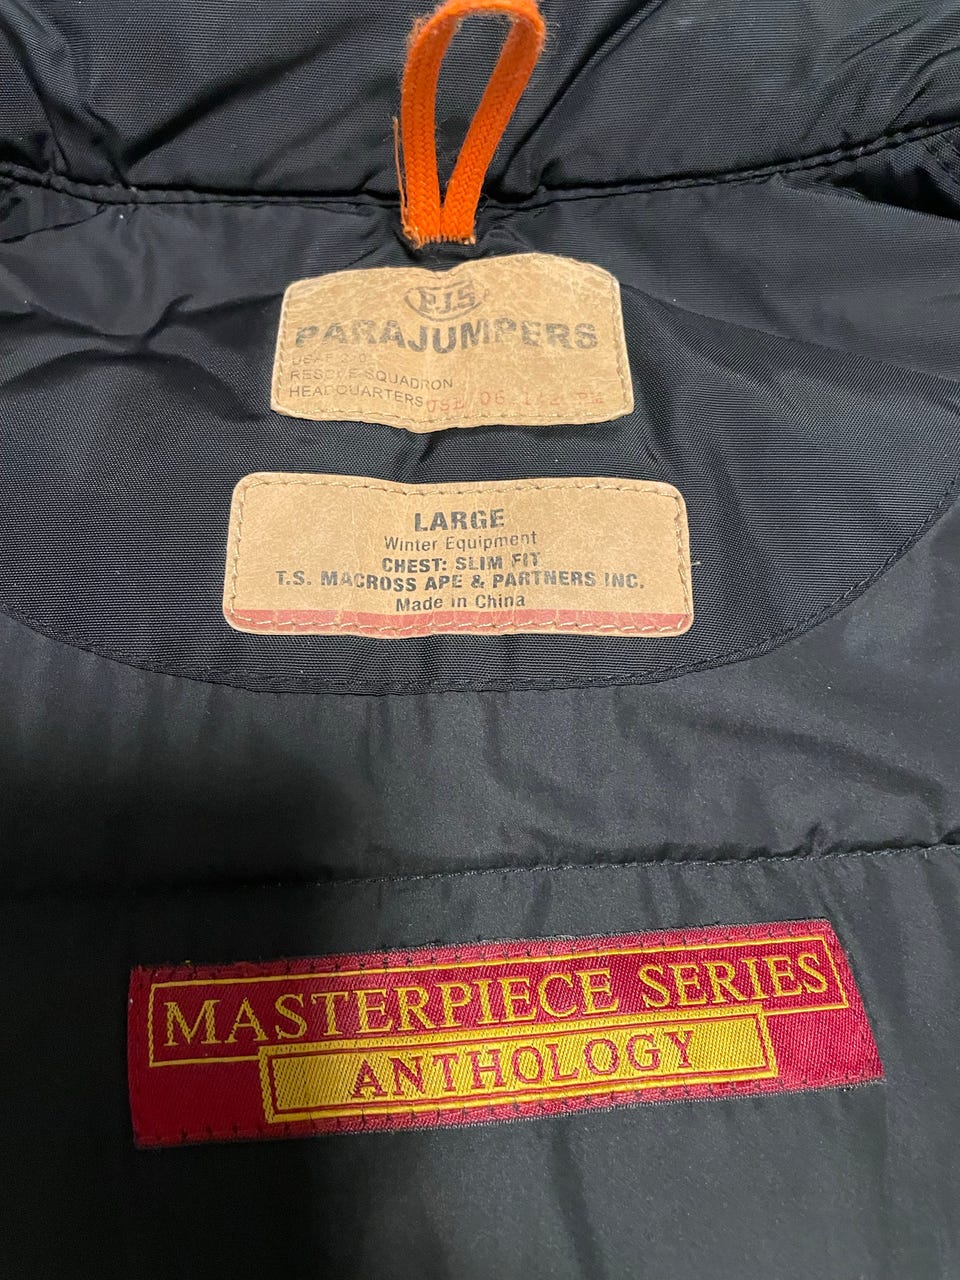 PJS
PARAJUMPERS
RESCUE SQUADRON
HEADQUARTERS
LARGE
Winter Equipment
CHEST: SLIM FIT
T.S. MACROSS APE & PARTNERS INC.
Made in China
MASTERPIECE SERIES
ANTHOLOGY